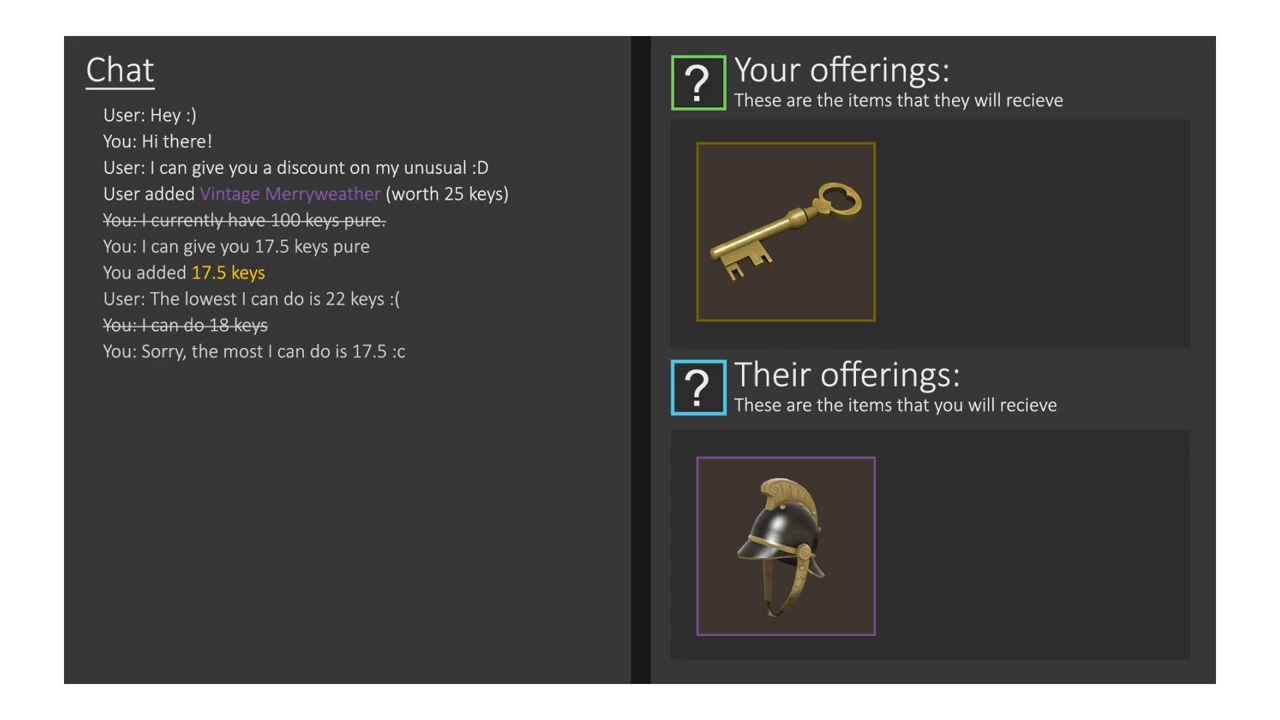 Chat
User: Hey :)
You: Hi there!
User: I can give you a discount on my unusual :D
User added Vintage Merryweather (worth 25 keys)
You: I currently have 100 keys pure.
You: I can give you 17.5 keys pure
You added 17.5 keys
User: The lowest I can do is 22 keys :(
You: I can do 18 keys
You: Sorry, the most I can do is 17.5 :c
?
Your offerings:
These are the items that they will recieve
?
Their offerings:
These are the items that you will recieve